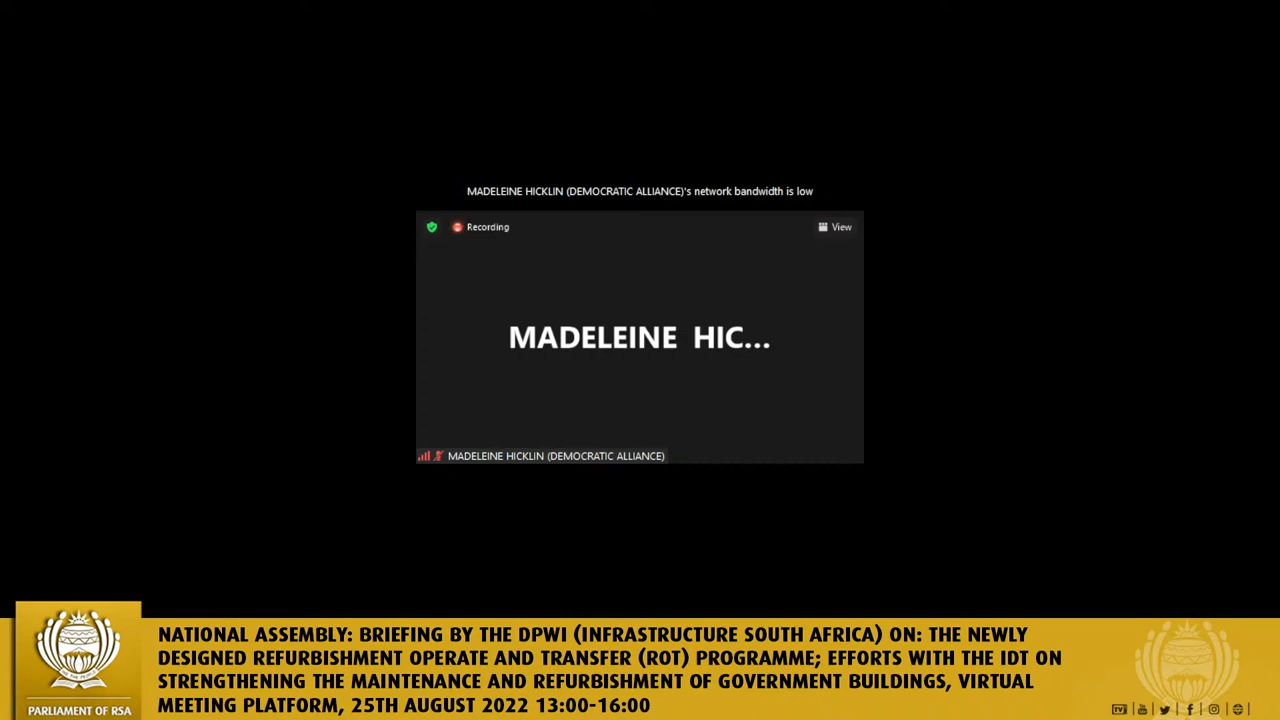 MADELEINE HICKLIN (DEMOCRATIC ALLIANCE)'s network bandwidth is low
Recording
View
MADELEINE HIC...
MADELEINE HICKLIN (DEMOCRATIC ALLIANCE)
NATIONAL ASSEMBLY: BRIEFING BY THE DPWI (INFRASTRUCTURE SOUTH AFRICA) ON: THE NEWLY
DESIGNED REFURBISHMENT OPERATE AND TRANSFER (ROT) PROGRAMME; EFFORTS WITH THE IDT ON
STRENGTHENING THE MAINTENANCE AND REFURBISHMENT OF GOVERNMENT BUILDINGS, VIRTUAL
MEETING PLATFORM, 25TH AUGUST 2022 13:00-16:00
PARLIAMENT OF RSA